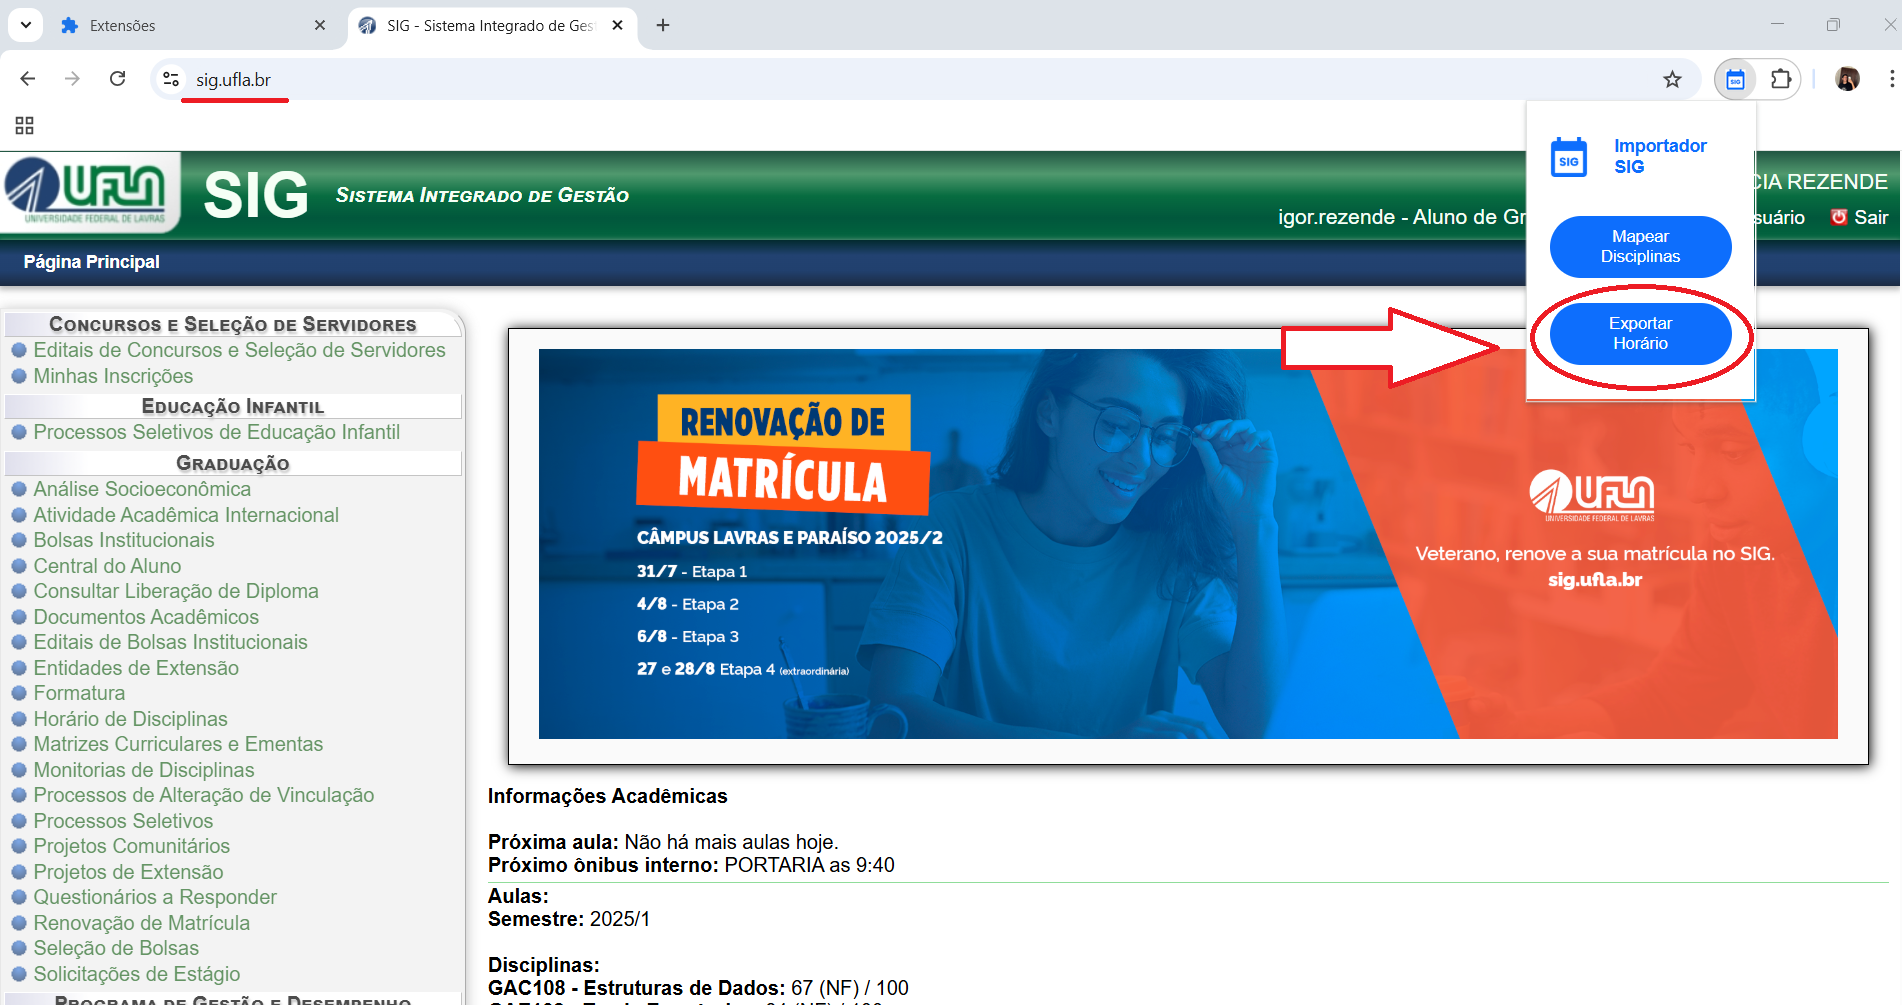 Extensões
SIG - Sistema Integrado de Ges
sig.ufla.br
UFLA
UNIVERSIDADE FEDERAL DE LAVRAS
SIG
SISTEMA INTEGRADO DE GESTÃO
SIG
Importador
SIG
CIA REZENDE
igor.rezende - Aluno de Gr
suário
Sair
Página Principal
Mapear
Disciplinas
Exportar
Horário
CONCURSOS E SELEÇÃO DE SERVIDORES
Editais de Concursos e Seleção de Servidores
Minhas Inscrições
EDUCAÇÃO INFANTIL
Processos Seletivos de Educação Infantil
GRADUAÇÃO
Análise Socioeconômica
Atividade Acadêmica Internacional
Bolsas Institucionais
Central do Aluno
Consultar Liberação de Diploma
Documentos Acadêmicos
Editais de Bolsas Institucionais
Entidades de Extensão
Formatura
Horário de Disciplinas
Matrizes Curriculares e Ementas
Monitorias de Disciplinas
Processos de Alteração de Vinculação
Processos Seletivos
Projetos Comunitários
Projetos de Extensão
Questionários a Responder
Renovação de Matrícula
Seleção de Bolsas
Solicitações de Estágio
PROGRAMA DE GESTÃO E DESEMPENHO
RENOVAÇÃO DE
MATRÍCULA
CÂMPUS LAVRAS E PARAÍSO 2025/2
31/7 - Etapa 1
4/8 - Etapa 2
6/8 - Etapa 3
27 e 28/8 Etapa 4 (extraordinária)
UFLA
UNIVERSIDADE FEDERAL DE LAVRAS
Veterano, renove a sua matrícula no SIG.
sig.ufla.br
Informações Acadêmicas
Próxima aula: Não há mais aulas hoje.
Próximo ônibus interno: PORTARIA as 9:40
Aulas:
Semestre: 2025/1
Disciplinas:
GAC108 - Estruturas de Dados: 67 (NF) / 100